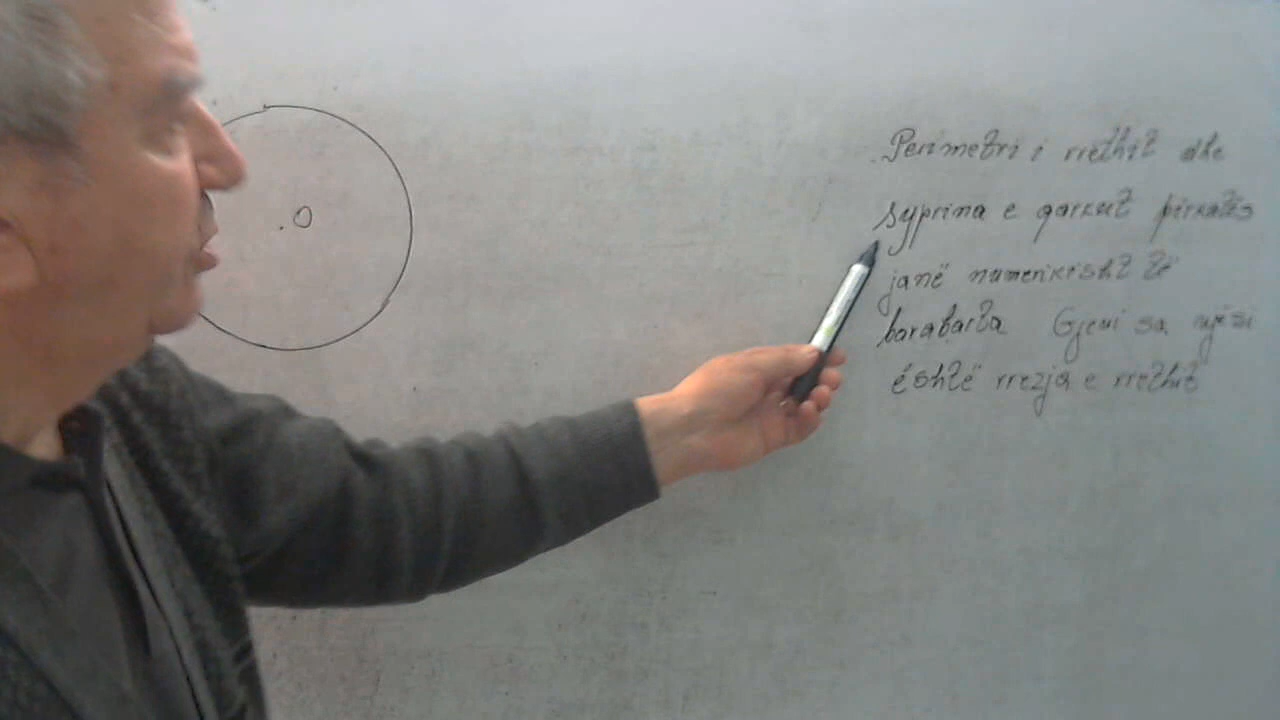 O
Perimetri i rrethit dhe
syprina e qarkut përkatës
janë numerikisht të
barabarta Gjeni sa njësi
është rrezja e rrethit